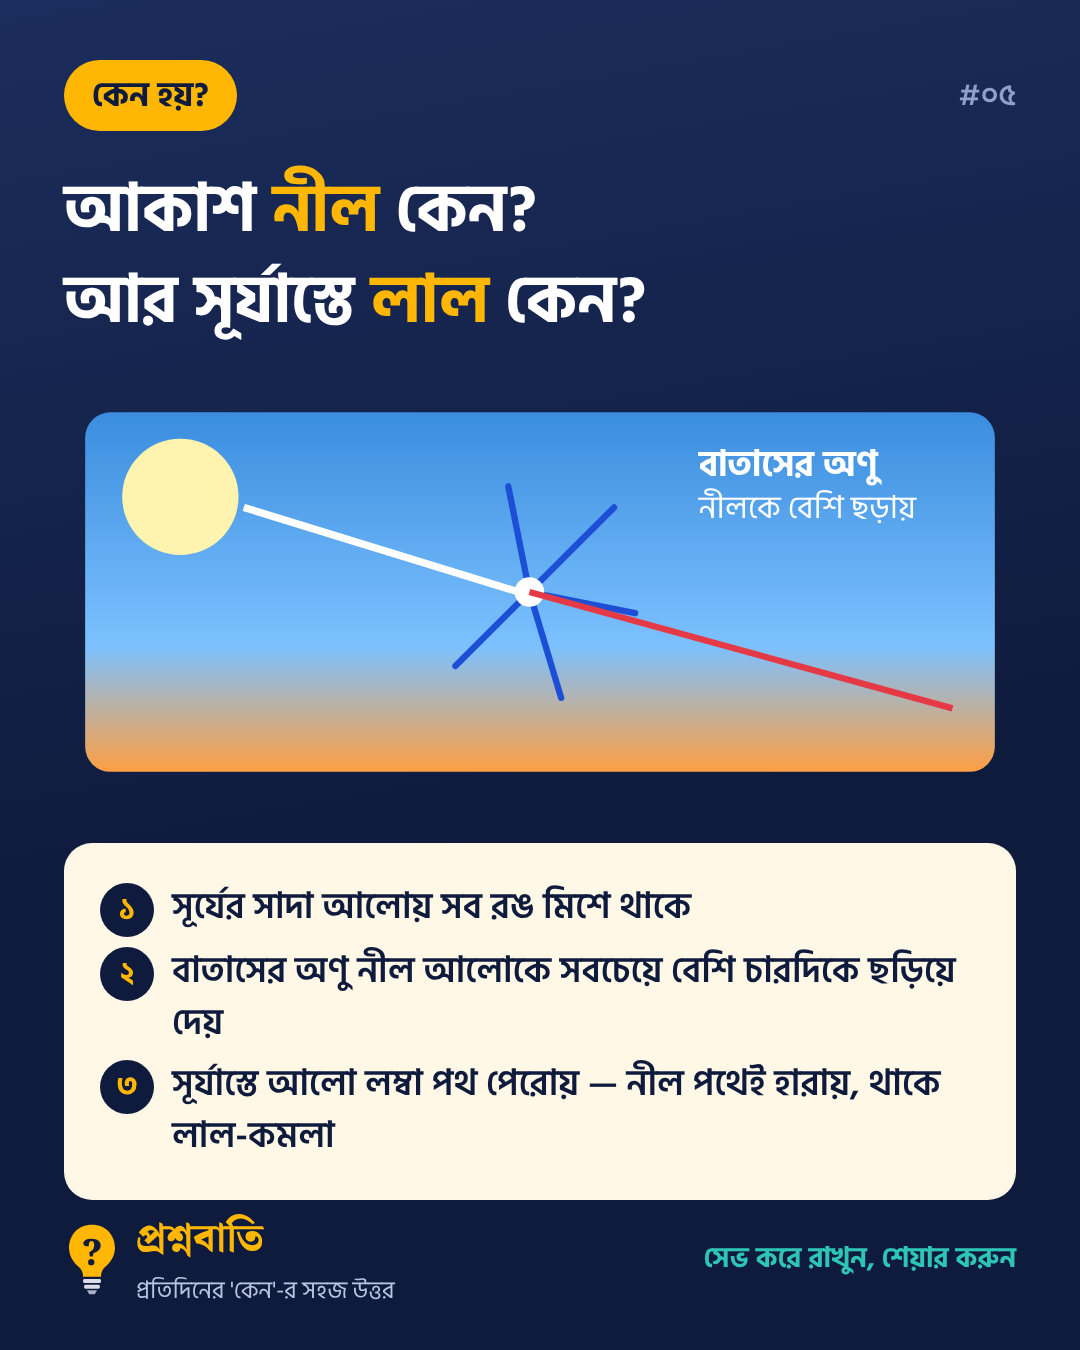 কেন হয়?
#০৫
আকাশ নীল কেন?
আর সূর্যাস্তে লাল কেন?
বাতাসের অণু
নীলকে বেশি ছড়ায়
১ সূর্যের সাদা আলোয় সব রঙ মিশে থাকে
২ বাতাসের অণু নীল আলোকে সবচেয়ে বেশি চারদিকে ছড়িয়ে
দেয়
৩ সূর্যাস্তে আলো লম্বা পথ পেরোয় — নীল পথেই হারায়, থাকে
লাল-কমলা
?
প্রশ্নবাতি
প্রতিদিনের 'কেন'-র সহজ উত্তর
সেভ করে রাখুন, শেয়ার করুন